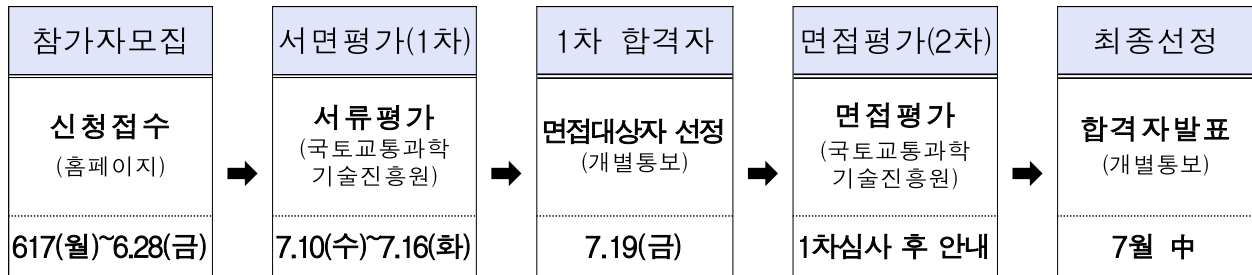 참가자모집
신청접수
(홈페이지)
617(월)~6.28(금)
서면평가(1차)
서류평가
(국토교통과학
기술진흥원)
7.10(수)~7.16(화)
1차 합격자
면접대상자 선정
(개별통보)
7.19(금)
면접평가(2차)
면접평가
(국토교통과학
기술진흥원)
1차심사 후 안내
최종선정
합격자발표
(개별통보)
7월 中